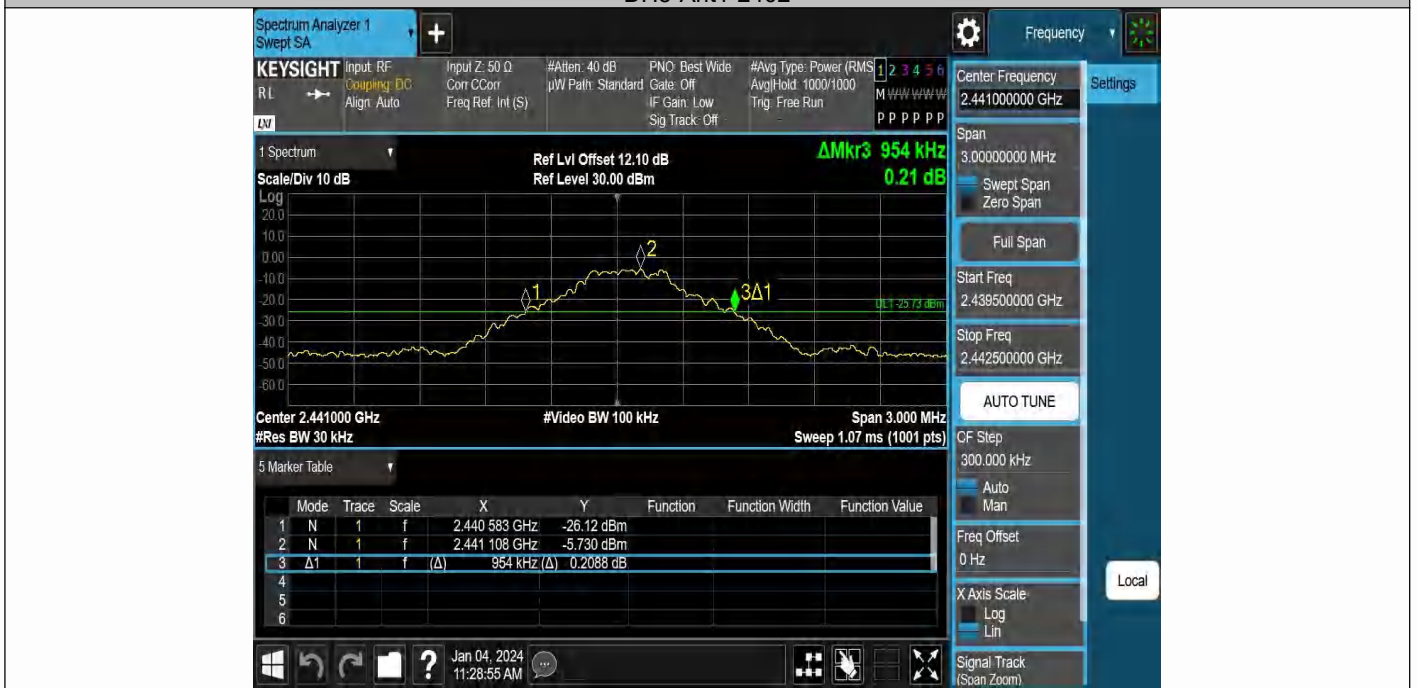 Spectrum Analyzer 1
Swept SA
+
Frequency
KEYSIGHT
RL
LXI
Input: RF
Coupling: DC
Align: Auto
Input Z: 50 Ω
Corr CCorr
Freq Ref: Int (S)
#Atten: 40 dB
µW Path: Standard
PNO: Best Wide
Gate: Off
IF Gain: Low
Sig Track: Off
#Avg Type: Power (RMS
Avg|Hold: 1000/1000
Trig: Free Run
1 2 3 4 5 6
M W W W W W
P P P P P P
1 Spectrum
Scale/Div 10 dB
Ref Lvl Offset 12.10 dB
Ref Level 30.00 dBm
ΔMkr3 954 kHz
0.21 dB
Log
20.0
10.0
0.00
-10.0
-20.0
-30.0
-40.0
-50.0
-60.0
1
2
3Δ1
DL1 -25.73 dBm
Center 2.441000 GHz
#Video BW 100 kHz
Span 3.000 MHz
#Res BW 30 kHz
Sweep 1.07 ms (1001 pts)
5 Marker Table
Mode Trace Scale X Y Function Function Width Function Value
1 N 1 f 2.440 583 GHz -26.12 dBm
2 N 1 f 2.441 108 GHz -5.730 dBm
3 Δ1 1 f (Δ) 954 kHz (Δ) 0.2088 dB
4
5
6
Jan 04, 2024
11:28:55 AM
?
Center Frequency
2.441000000 GHz
Settings
Span
3.00000000 MHz
Swept Span
Zero Span
Full Span
Start Freq
2.439500000 GHz
Stop Freq
2.442500000 GHz
AUTO TUNE
CF Step
300.000 kHz
Auto
Man
Freq Offset
0 Hz
X Axis Scale
Log
Lin
Local
Signal Track
(Span Zoom)